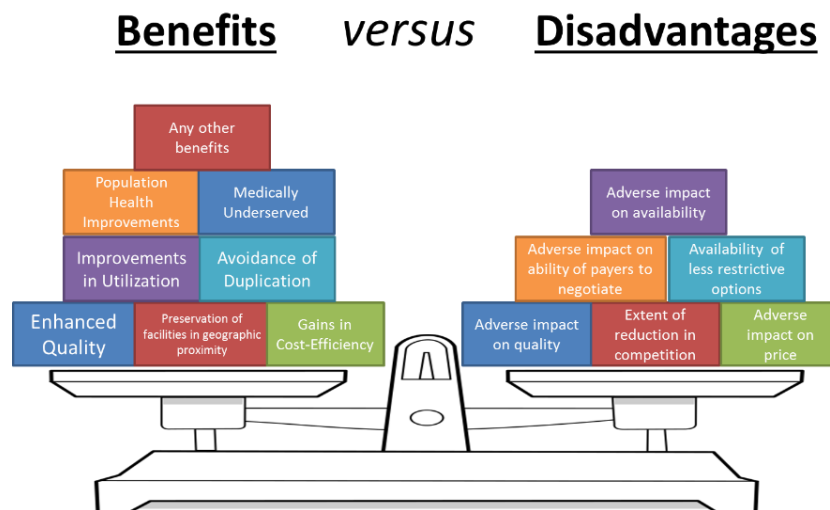 Benefits versus Disadvantages
Any other
benefits
Population
Health
Improvements
Medically
Underserved
Improvements
in Utilization
Avoidance of
Duplication
Enhanced
Quality
Preservation of
facilities in geographic
proximity
Gains in
Cost-Efficiency
Adverse impact
on availability
Adverse impact on
ability of payers to
negotiate
Availability of
less restrictive
options
Adverse impact
on quality
Extent of
reduction in
competition
Adverse
impact on
price